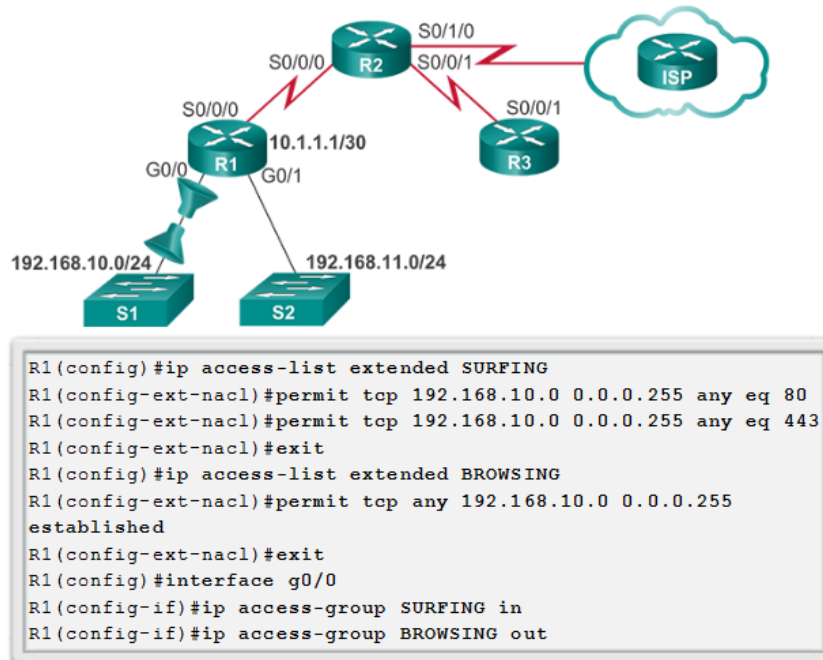 S0/1/0
S0/0/0
R2
S0/0/1
ISP
S0/0/0
S0/0/1
10.1.1.1/30
R1
R3
G0/0
G0/1
192.168.10.0/24
192.168.11.0/24
S1
S2
R1(config)#ip access-list extended SURFING
R1(config-ext-nacl)#permit tcp 192.168.10.0 0.0.0.255 any eq 80
R1(config-ext-nacl)#permit tcp 192.168.10.0 0.0.0.255 any eq 443
R1(config-ext-nacl)#exit
R1(config)#ip access-list extended BROWSING
R1(config-ext-nacl)#permit tcp any 192.168.10.0 0.0.0.255
established
R1(config-ext-nacl)#exit
R1(config)#interface g0/0
R1(config-if)#ip access-group SURFING in
R1(config-if)#ip access-group BROWSING out